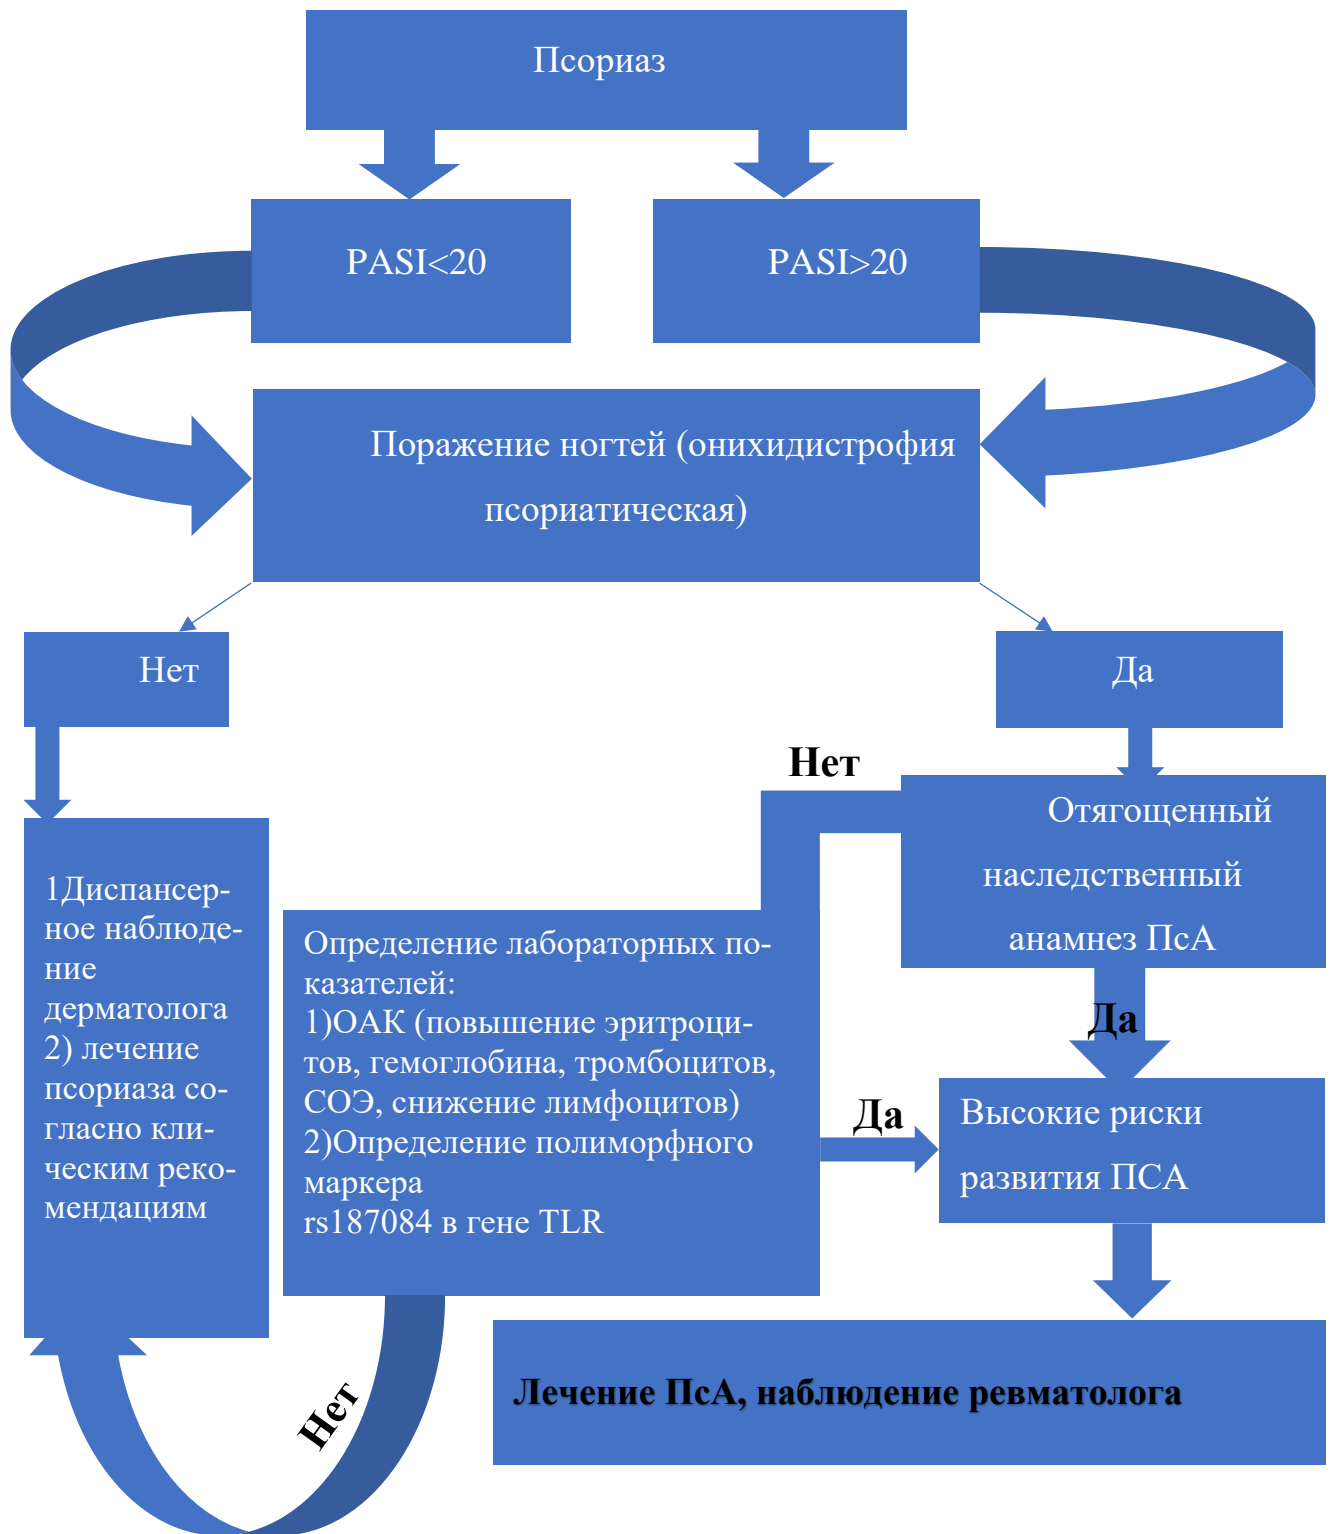 Псориаз
PASI<20
PASI>20
Поражение ногтей (онихидистрофия
псориатическая)
Нет
Да
Нет
Отягощенный
наследственный
анамнез ПсА
1Диспансер-
ное наблюде-
ние
дерматолога
2) лечение
псориаза со-
гласно кли-
ническим реко-
мендациям
Определение лабораторных по-
казателей:
1)ОАК (повышение эритроци-
тов, гемоглобина, тромбоцитов,
СОЭ, снижение лимфоцитов)
2)Определение полиморфного
маркера
rs187084 в гене TLR
Да
Да
Высокие риски
развития ПСА
Нет
Лечение ПсА, наблюдение ревматолога